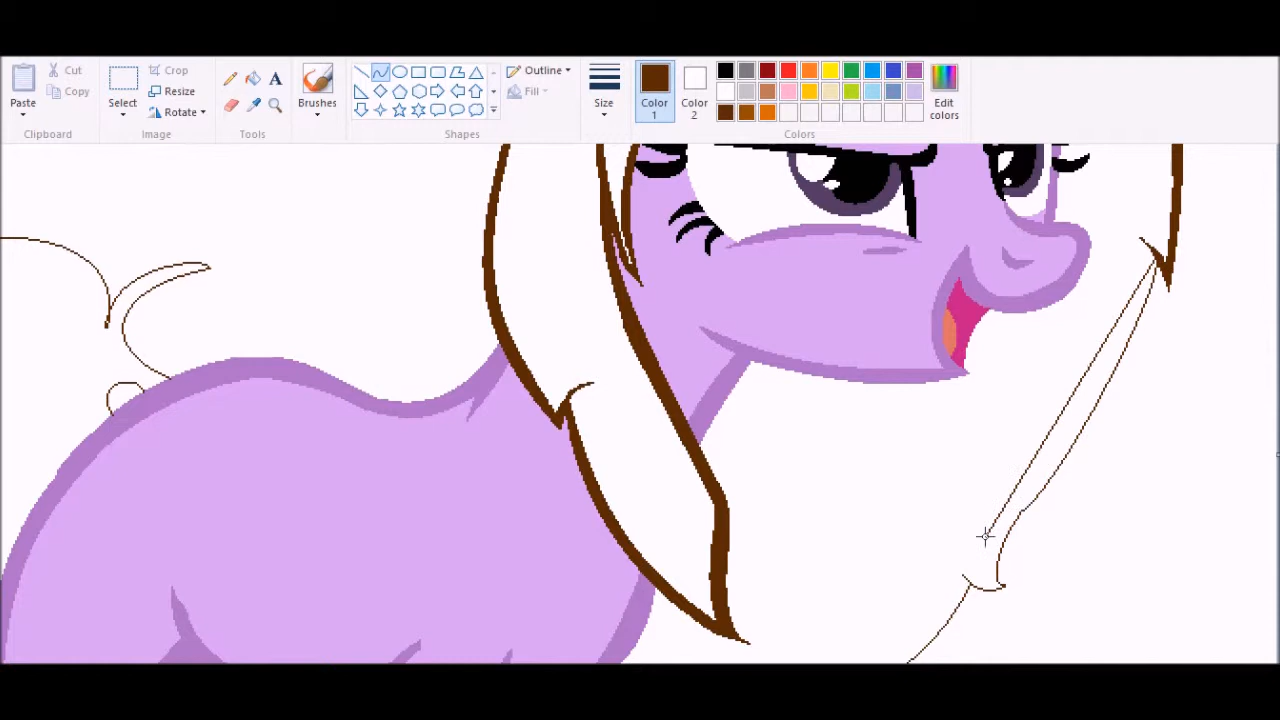 Paste
Cut
Copy
Clipboard
Select
Crop
Resize
Rotate
Image
A
Tools
Brushes
Shapes
Outline
Fill
Size
Color
1
Color
2
Colors
Edit
colors